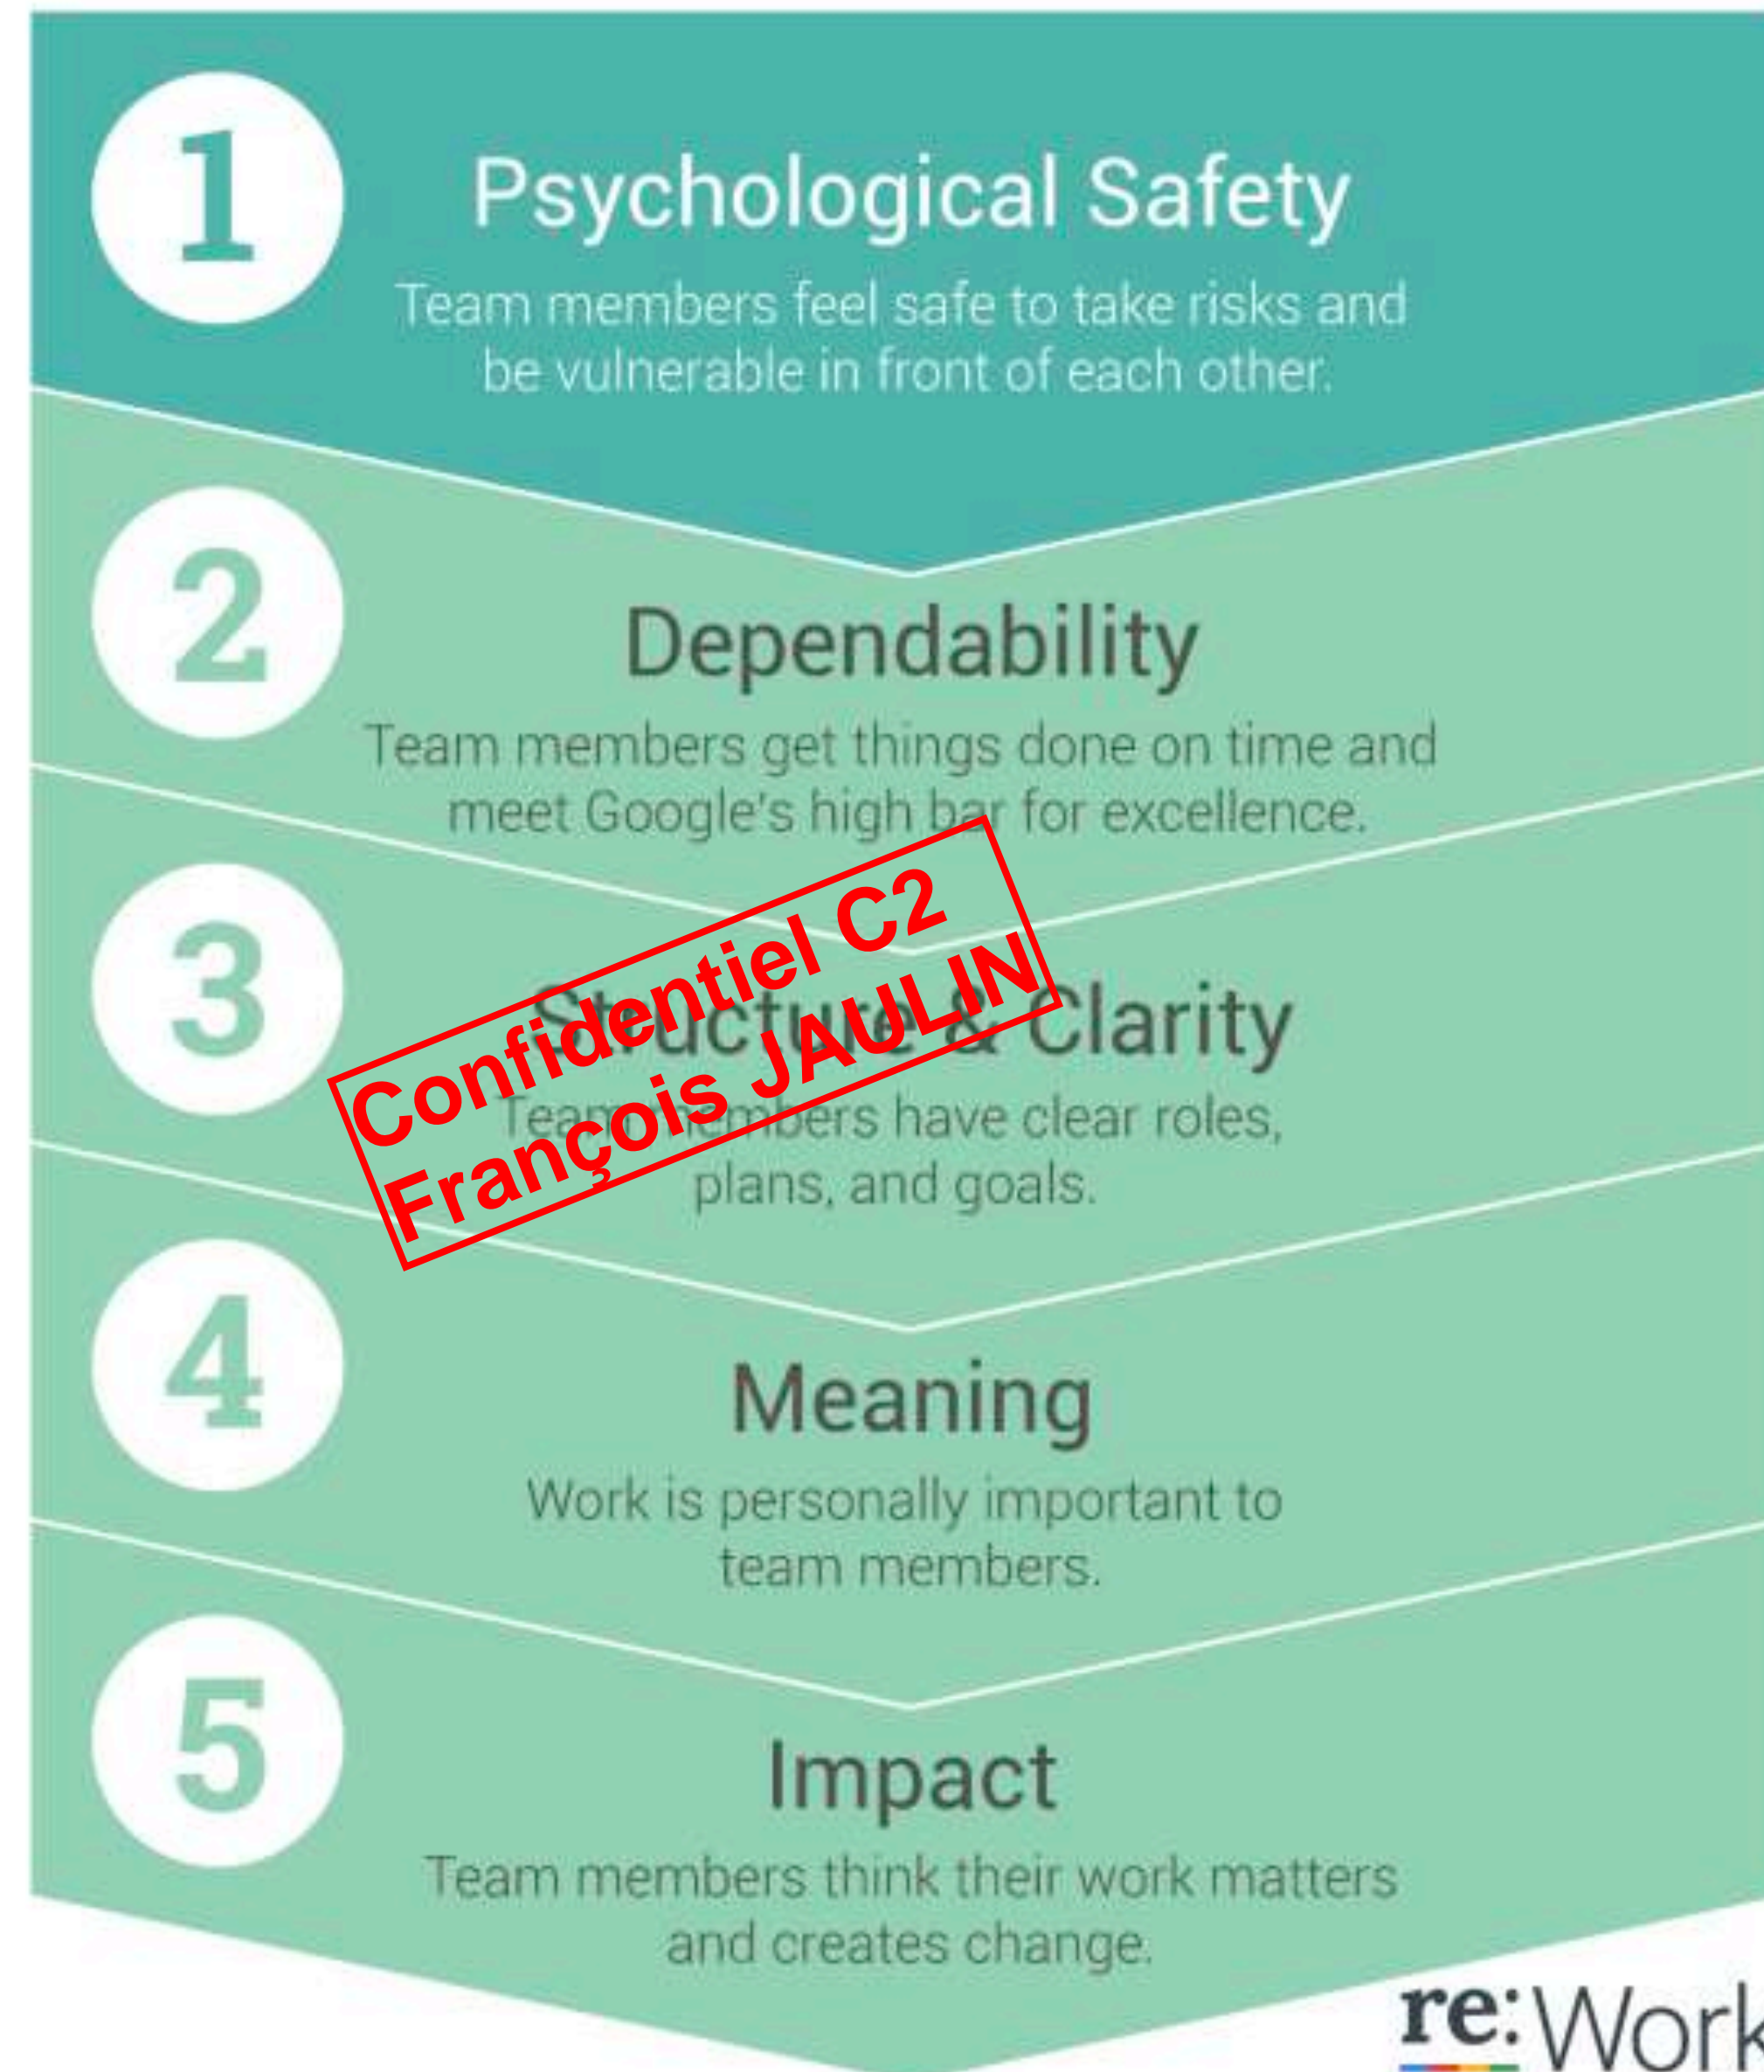 1
Psychological Safety
Team members feel safe to take risks and
be vulnerable in front of each other.
2
Dependability
Team members get things done on time and
meet Google's high bar for excellence.
3
Structure & Clarity
Team members have clear roles,
plans, and goals.
Confidentiel C2
François JAULIN
4
Meaning
Work is personally important to
team members.
5
Impact
Team members think their work matters
and creates change.
re:Work